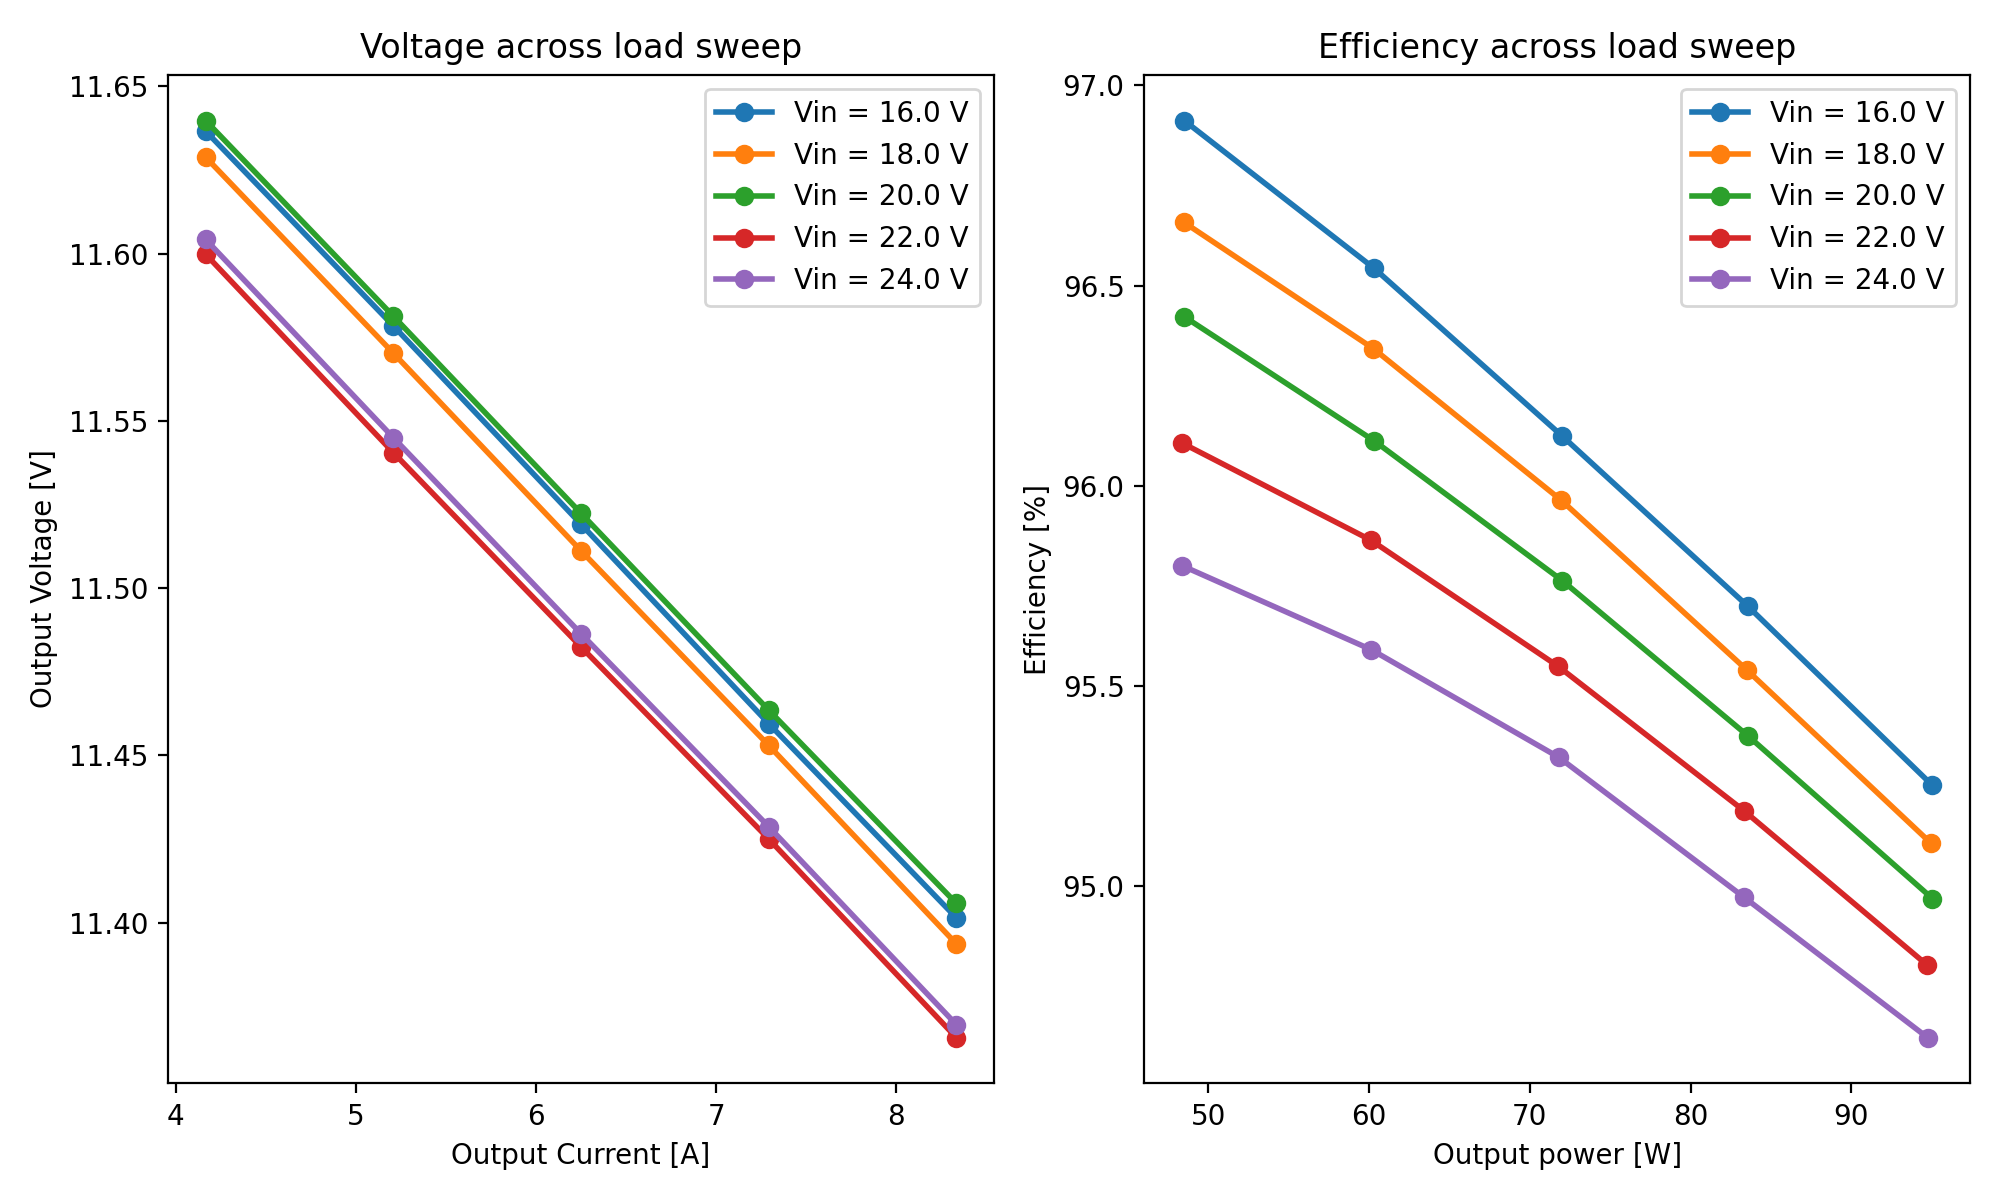 Voltage across load sweep
11.65
11.60
11.55
11.50
11.45
11.40
Output Voltage [V]
4
5
6
7
8
Output Current [A]
Vin = 16.0 V
Vin = 18.0 V
Vin = 20.0 V
Vin = 22.0 V
Vin = 24.0 V
Efficiency across load sweep
97.0
96.5
96.0
95.5
95.0
Efficiency [%]
50
60
70
80
90
Output power [W]
Vin = 16.0 V
Vin = 18.0 V
Vin = 20.0 V
Vin = 22.0 V
Vin = 24.0 V